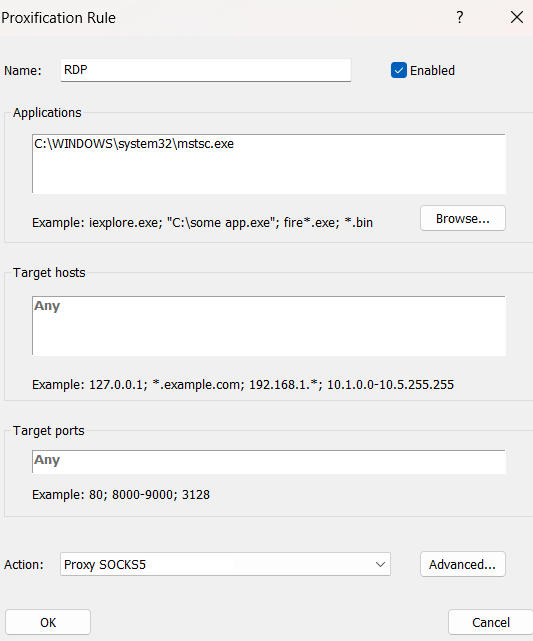 Proxification Rule ?
Name: RDP Enabled
Applications
C:\WINDOWS\system32\mstsc.exe
Example: iexplore.exe; "C:\some app.exe"; fire*.exe; *.bin Browse...
Target hosts
Any
Example: 127.0.0.1; *.example.com; 192.168.1.*; 10.1.0.0-10.5.255.255
Target ports
Any
Example: 80; 8000-9000; 3128
Action: Proxy SOCKS5 Advanced...
OK Cancel